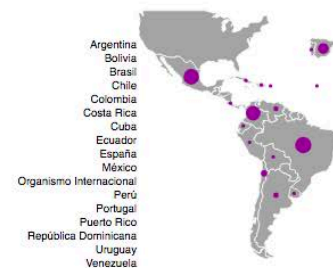 Argentina
Bolivia
Brasil
Chile
Colombia
Costa Rica
Cuba
Ecuador
España
México
Organismo Internacional
Perú
Portugal
Puerto Rico
República Dominicana
Uruguay
Venezuela